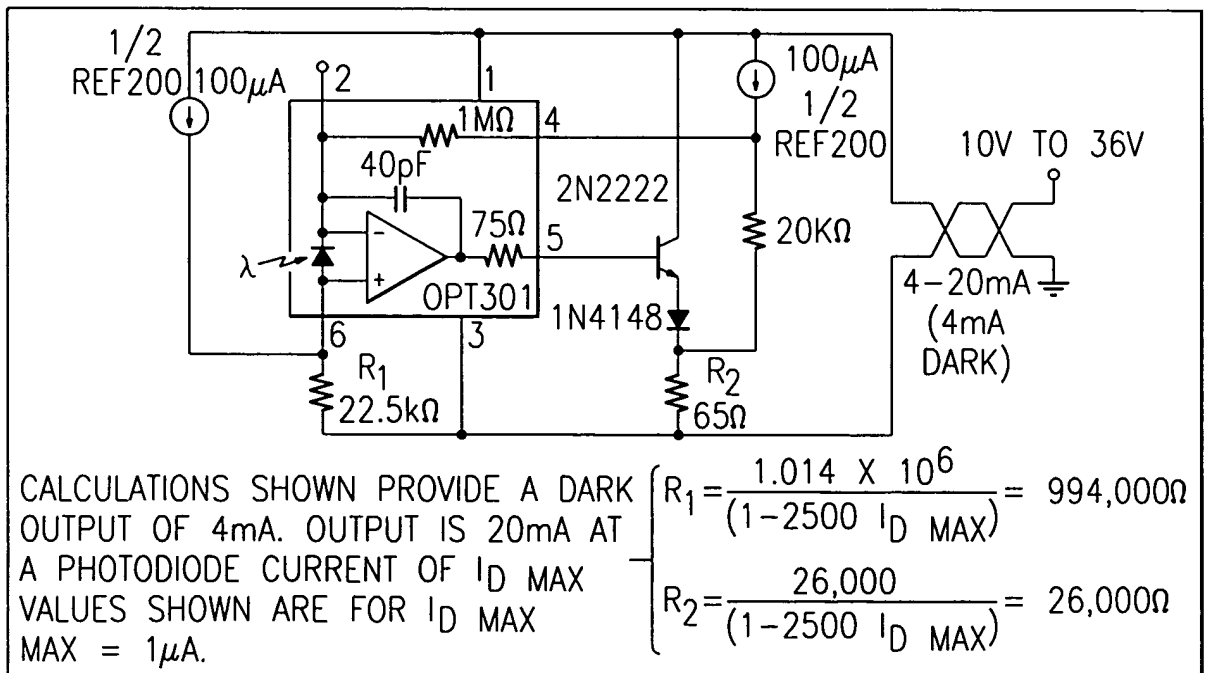 1/2
REF200
100μA
2
1
1MΩ
4
100μA
1/2
REF200
10V TO 36V
40pF
2N2222
75Ω
5
20KΩ
λ
−
+
OPT301
4-20mA
(4mA
DARK)
1N4148
6
3
R1
22.5kΩ
R2
65Ω
CALCULATIONS SHOWN PROVIDE A DARK
OUTPUT OF 4mA. OUTPUT IS 20mA AT
A PHOTODIODE CURRENT OF ID MAX
VALUES SHOWN ARE FOR ID MAX
MAX = 1μA.
R1 = 1.014 X 10^6 / (1-2500 ID MAX) = 994,000Ω
R2 = 26,000 / (1-2500 ID MAX) = 26,000Ω